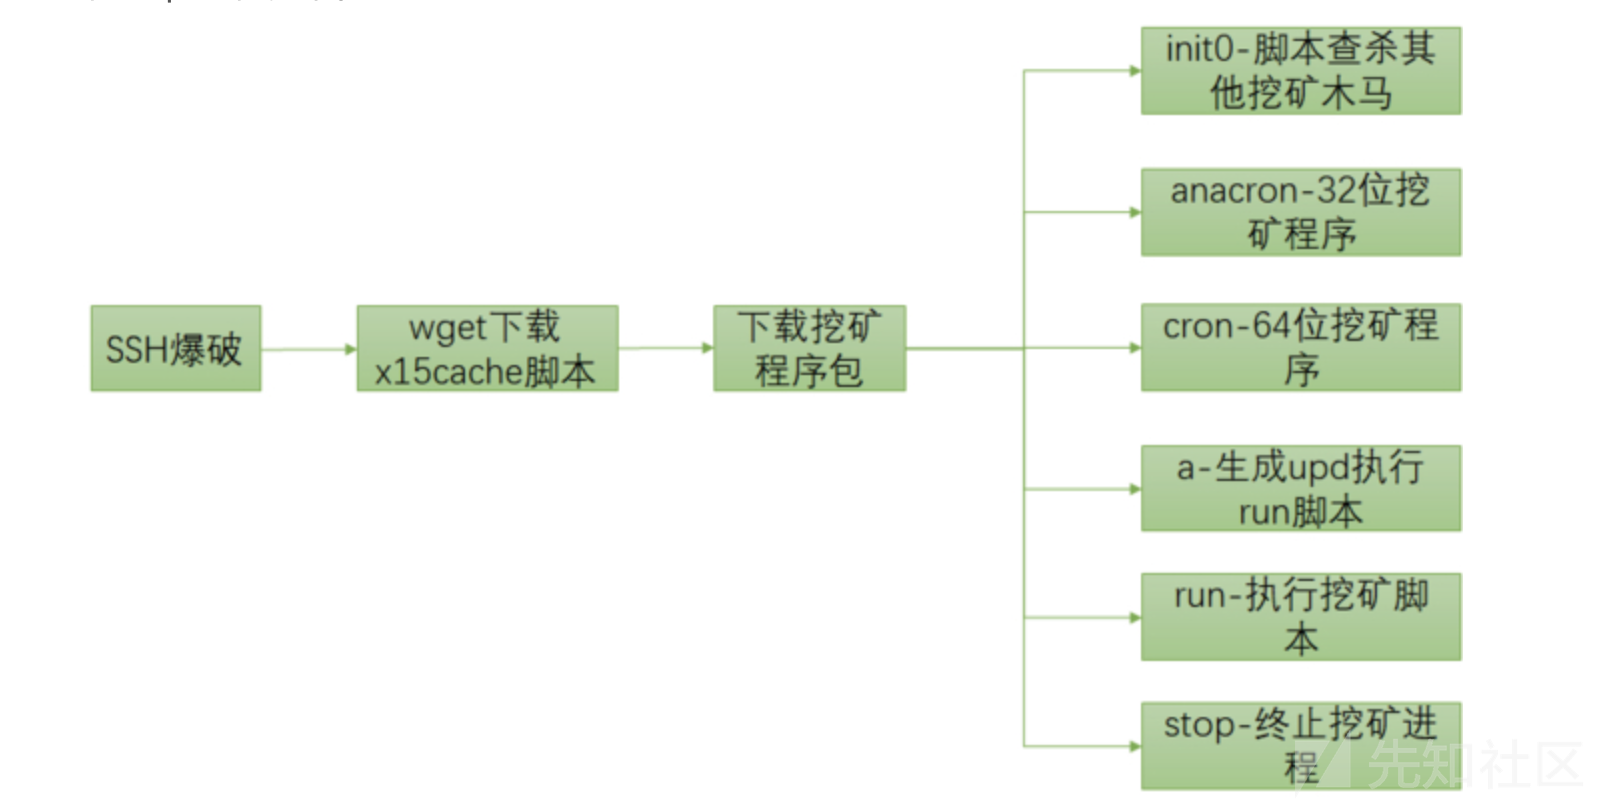 SSH爆破
wget下载
x15cache脚本
下载挖矿
程序包
init0-脚本查杀其
他挖矿木马
anacron-32位挖
矿程序
cron-64位挖矿程
序
a-生成upd执行
run脚本
run-执行挖矿脚
本
stop-终止挖矿进
程
先知社区